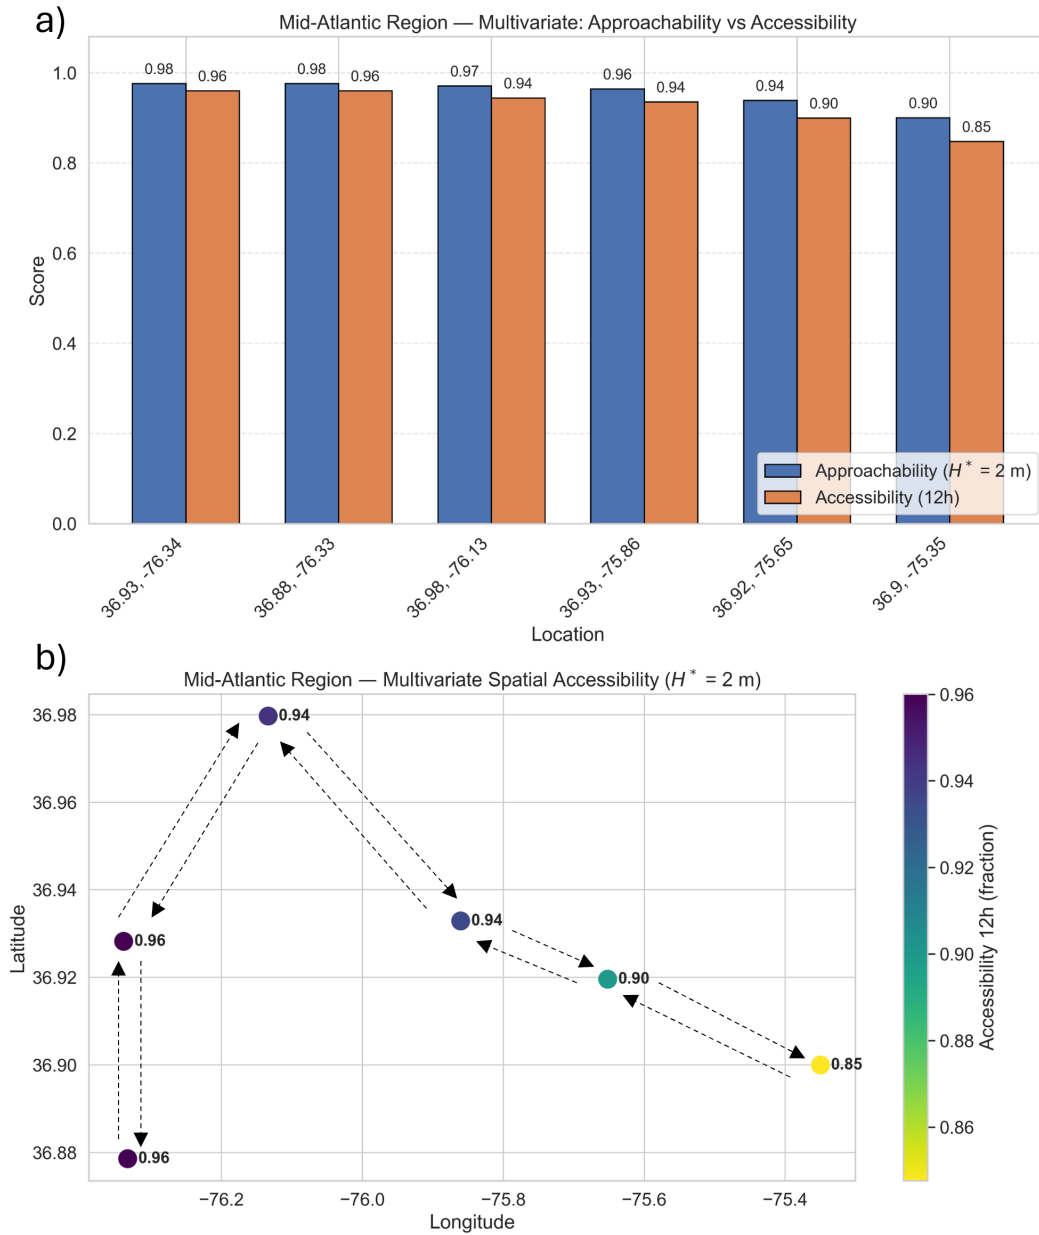 a)
Mid-Atlantic Region — Multivariate: Approachability vs Accessibility
0.98 0.96 0.98 0.96 0.97 0.94 0.96 0.94 0.94 0.90 0.90 0.85
Score
1.0
0.8
0.6
0.4
0.2
0.0
Approachability (H* = 2 m)
Accessibility (12h)
36.93, -76.34
36.88, -76.33
36.98, -76.13
36.93, -75.86
36.92, -75.65
36.9, -75.35
Location
b)
Mid-Atlantic Region — Multivariate Spatial Accessibility (H* = 2 m)
Latitude
36.98
36.96
36.94
36.92
36.90
36.88
0.94
0.94
0.96
0.90
0.85
0.96
−76.2 −76.0 −75.8 −75.6 −75.4
Longitude
0.96
0.94
0.92
0.90
0.88
0.86
Accessibility 12h (fraction)